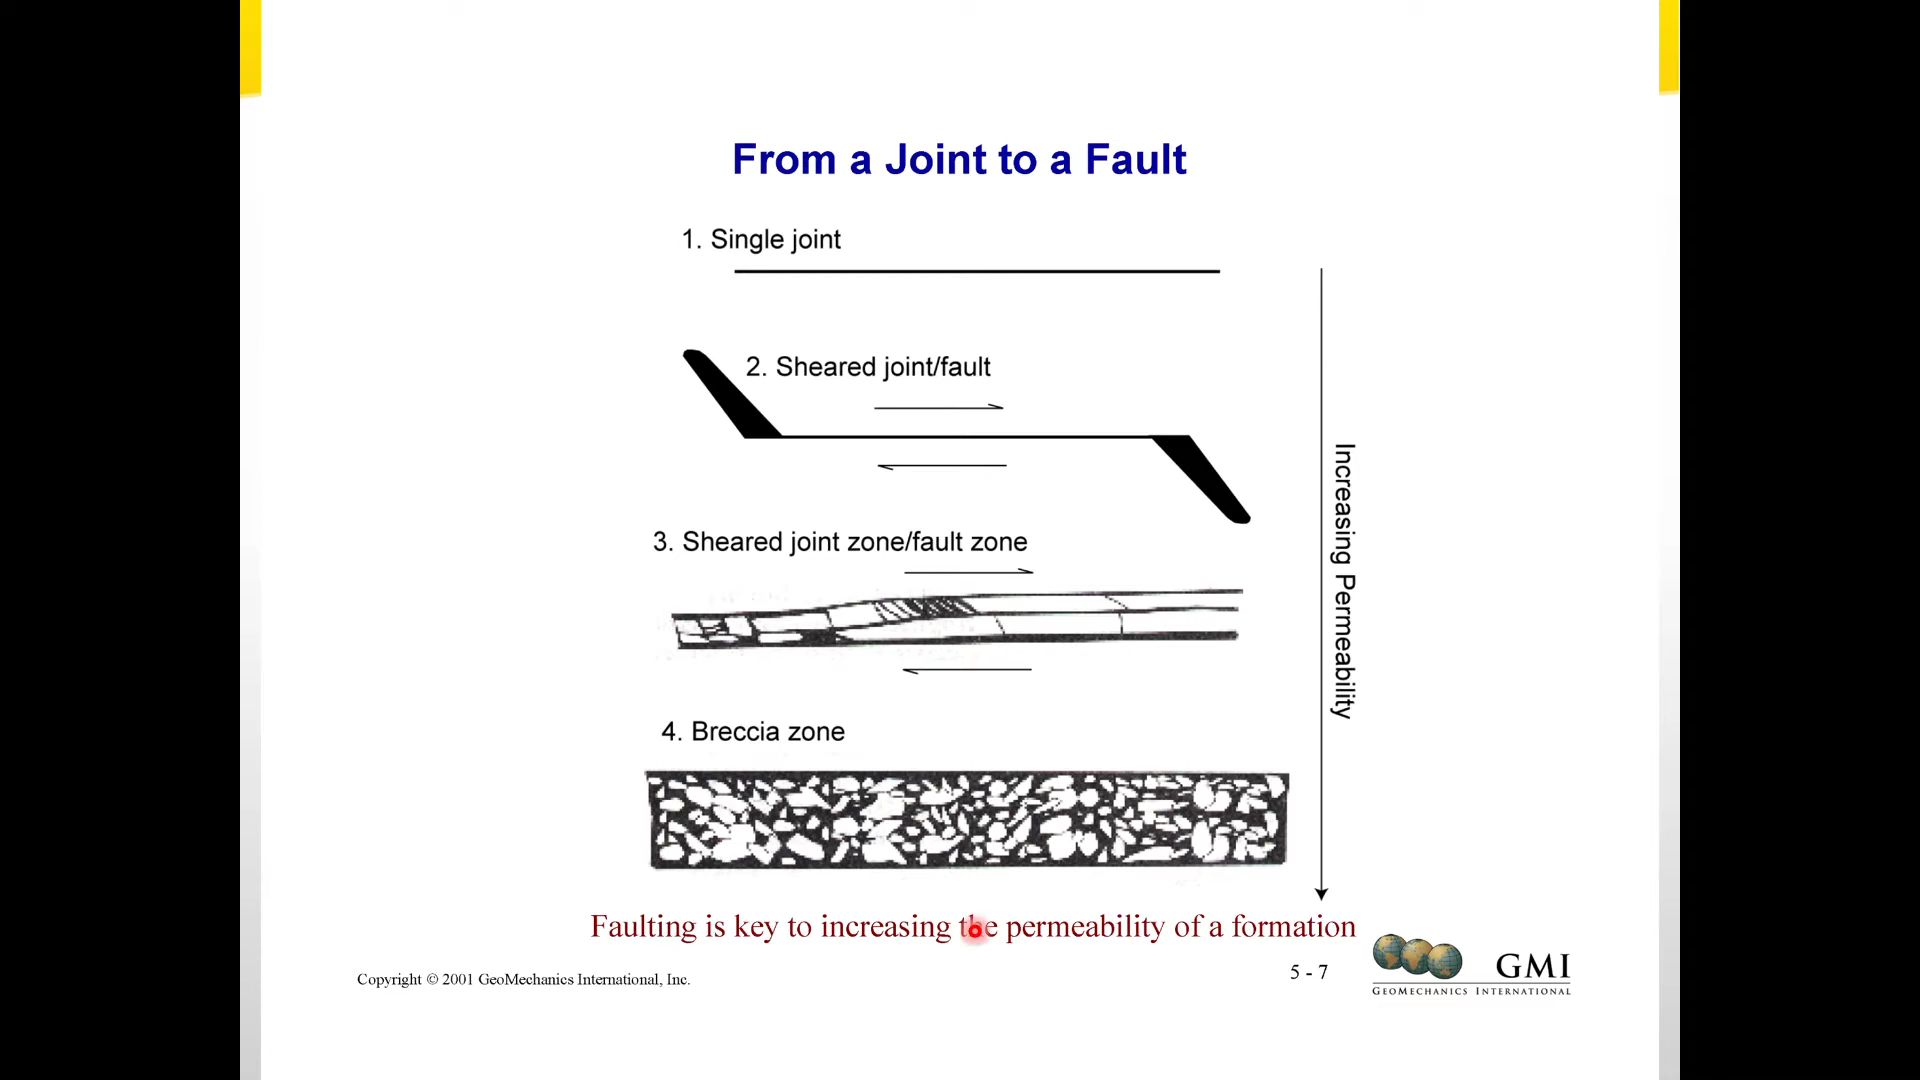 From a Joint to a Fault
1. Single joint
2. Sheared joint/fault
3. Sheared joint zone/fault zone
4. Breccia zone
Increasing Permeability
Faulting is key to increasing the permeability of a formation
5 - 7
GMI
GEOMECHANICS INTERNATIONAL
Copyright © 2001 GeoMechanics International, Inc.